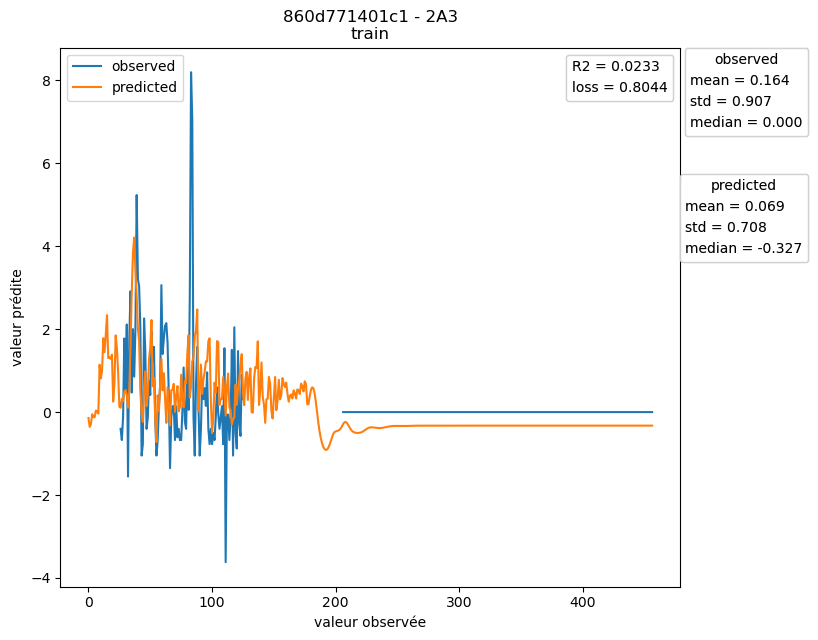 860d771401c1 - 2A3
train
observed
predicted
R2 = 0.0233
loss = 0.8044
observed
mean = 0.164
std = 0.907
median = 0.000
predicted
mean = 0.069
std = 0.708
median = -0.327
8
6
4
2
0
−2
−4
valeur prédite
0
100
200
300
400
valeur observée